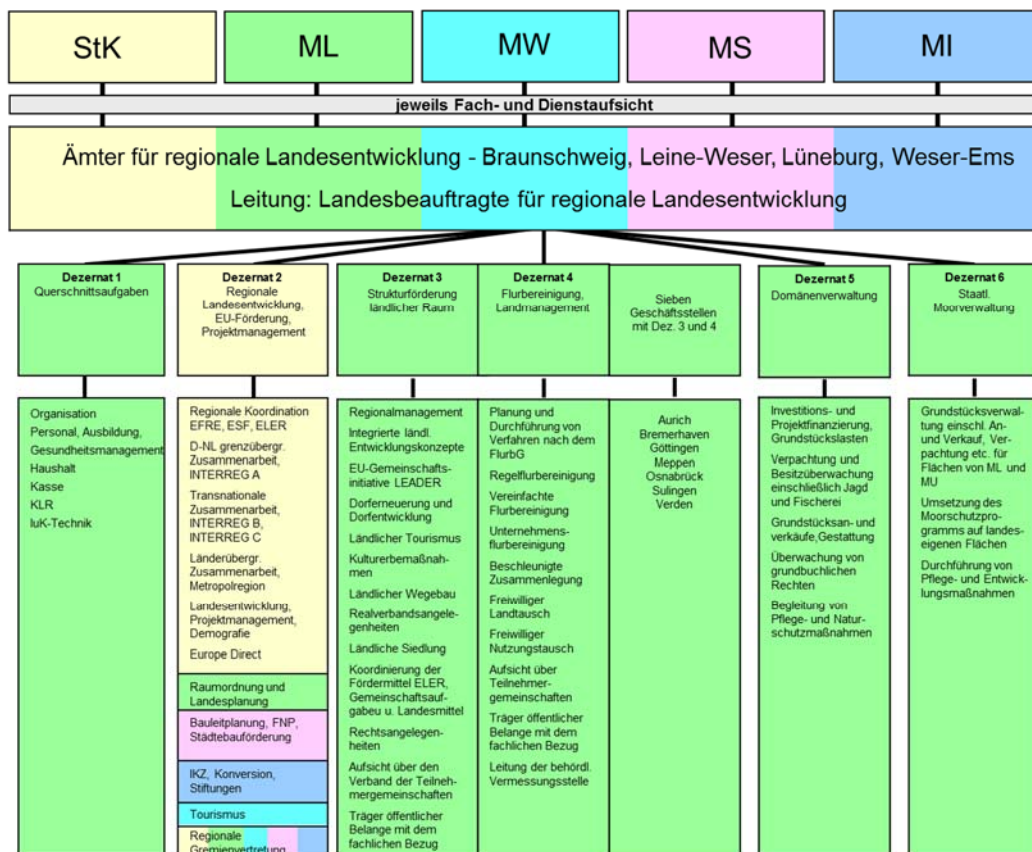 StK
ML
MW
MS
MI
jeweils Fach- und Dienstaufsicht
Ämter für regionale Landesentwicklung - Braunschweig, Leine-Weser, Lüneburg, Weser-Ems
Leitung: Landesbeauftragte für regionale Landesentwicklung
Dezernat 1
Querschnittsaufgaben
Dezernat 2
Regionale
Landesentwicklung,
EU-Förderung,
Projektmanagement
Dezernat 3
Strukturförderung
ländlicher Raum
Dezernat 4
Flurbereinigung,
Landmanagement
Sieben
Geschäftsstellen
mit Dez. 3 und 4
Dezernat 5
Domänenverwaltung
Dezernat 6
Staatl.
Moorverwaltung
Organisation
Personal, Ausbildung,
Gesundheitsmanagement
Haushalt
Kasse
KLR
IuK-Technik
Regionale Koordination
EFRE, ESF, ELER
D-NL grenzübergr.
Zusammenarbeit,
INTERREG A
Transnationale
Zusammenarbeit,
INTERREG B,
INTERREG C
Länderübergr.
Zusammenarbeit,
Metropolregion
Landesentwicklung,
Projektmanagement,
Demografie
Europe Direct
Raumordnung und
Landesplanung
Bauleitplanung, FNP,
Städtebauförderung
IKZ, Konversion,
Stiftungen
Tourismus
Regionale
Gremienvertretung
Regionalmanagement
Integrierte ländl.
Entwicklungskonzepte
EU-Gemeinschafts-
initiative LEADER
Dorferneuerung und
Dorfentwicklung
Ländlicher Tourismus
Kulturerbemaßnah-
men
Ländlicher Wegebau
Realverbandsangele-
genheiten
Ländliche Siedlung
Koordinierung der
Fördermittel ELER,
Gemeinschaftsauf-
gabeu u. Landesmittel
Rechtsangelegen-
heiten
Aufsicht über den
Verband der Teilneh-
mergemeinschaften
Träger öffentlicher
Belange mit dem
fachlichen Bezug
Planung und
Durchführung von
Verfahren nach dem
FlurbG
Regelflurbereinigung
Vereinfachte
Flurbereinigung
Unternehmens-
flurbereinigung
Beschleunigte
Zusammenlegung
Freiwilliger
Landtausch
Freiwilliger
Nutzungstausch
Aufsicht über
Teilnehmer-
gemeinschaften
Träger öffentlicher
Belange mit dem
fachlichen Bezug
Leitung der behördl.
Vermessungsstelle
Aurich
Bremerhaven
Göttingen
Meppen
Osnabrück
Sulingen
Verden
Investitions- und
Projektfinanzierung,
Grundstückslasten
Verpachtung und
Besitzüberwachung
einschließlich Jagd
und Fischerei
Grundstücksan- und
verkäufe,Gestattung
Überwachung von
grundbuchlichen
Rechten
Begleitung von
Pflege- und Natur-
schutzmaßnahmen
Grundstücksverwal-
tung einschl. An-
und Verkauf, Ver-
pachtung etc. für
Flächen von ML und
MU
Umsetzung des
Moorschutzpro-
gramms auf landes-
eigenen Flächen
Durchführung von
Pflege- und Entwick-
lungsmaßnahmen